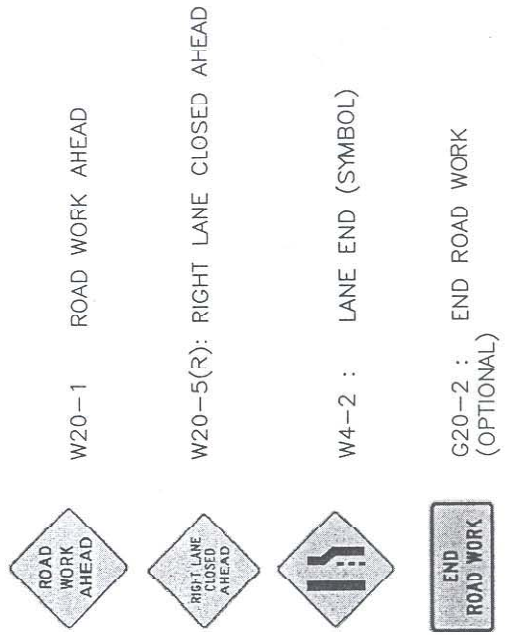 ROAD
WORK
AHEAD
W20-1 ROAD WORK AHEAD
RIGHT LANE
CLOSED
AHEAD
W20-5(R): RIGHT LANE CLOSED AHEAD
W4-2 : LANE END (SYMBOL)
END
ROAD WORK
G20-2 : END ROAD WORK
(OPTIONAL)